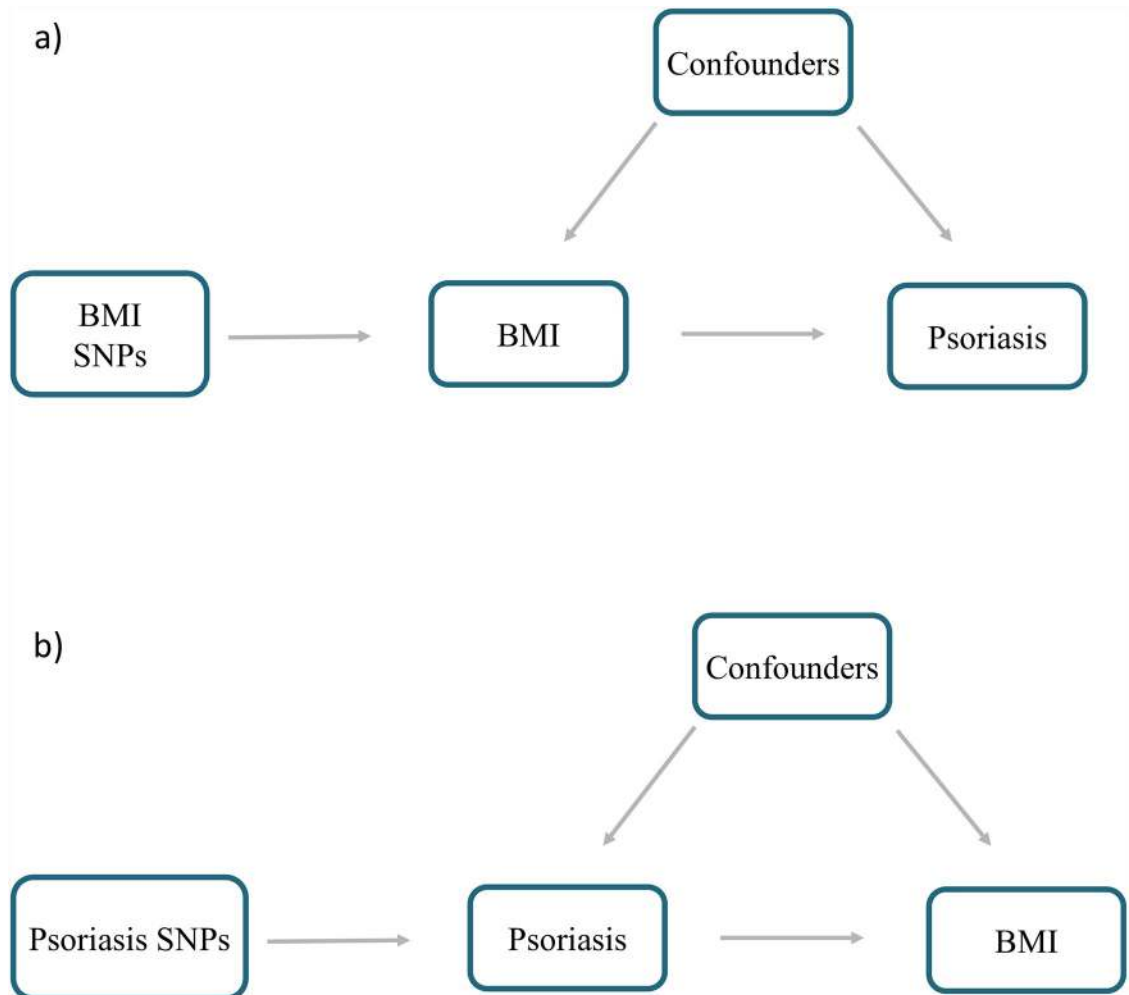 a)
Confounders
BMI
SNPs
BMI
Psoriasis
b)
Confounders
Psoriasis SNPs
Psoriasis
BMI